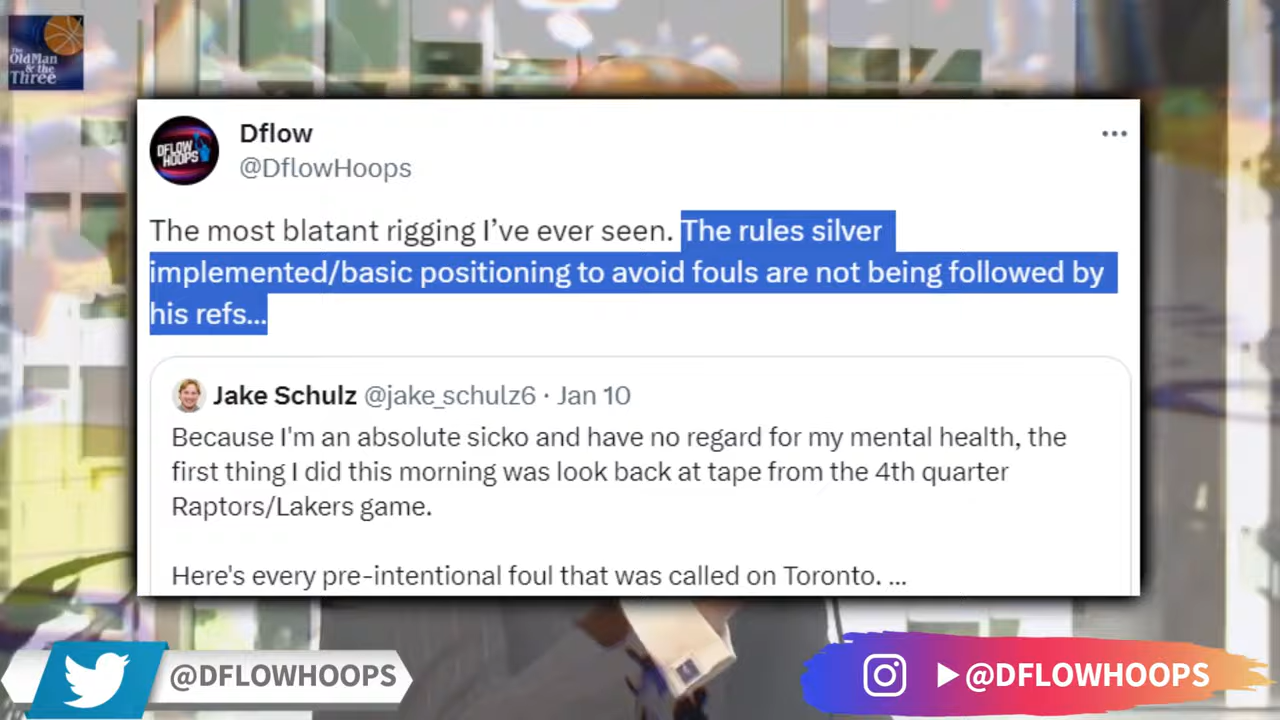 The
OldMan
& the
Three
DFLOW
HOOPS
Dflow
@DflowHoops
The most blatant rigging I’ve ever seen. The rules silver
implemented/basic positioning to avoid fouls are not being followed by
his refs...
Jake Schulz @jake_schulz6 · Jan 10
Because I'm an absolute sicko and have no regard for my mental health, the
first thing I did this morning was look back at tape from the 4th quarter
Raptors/Lakers game.
Here's every pre-intentional foul that was called on Toronto. ...
@DFLOWHOOPS
@DFLOWHOOPS